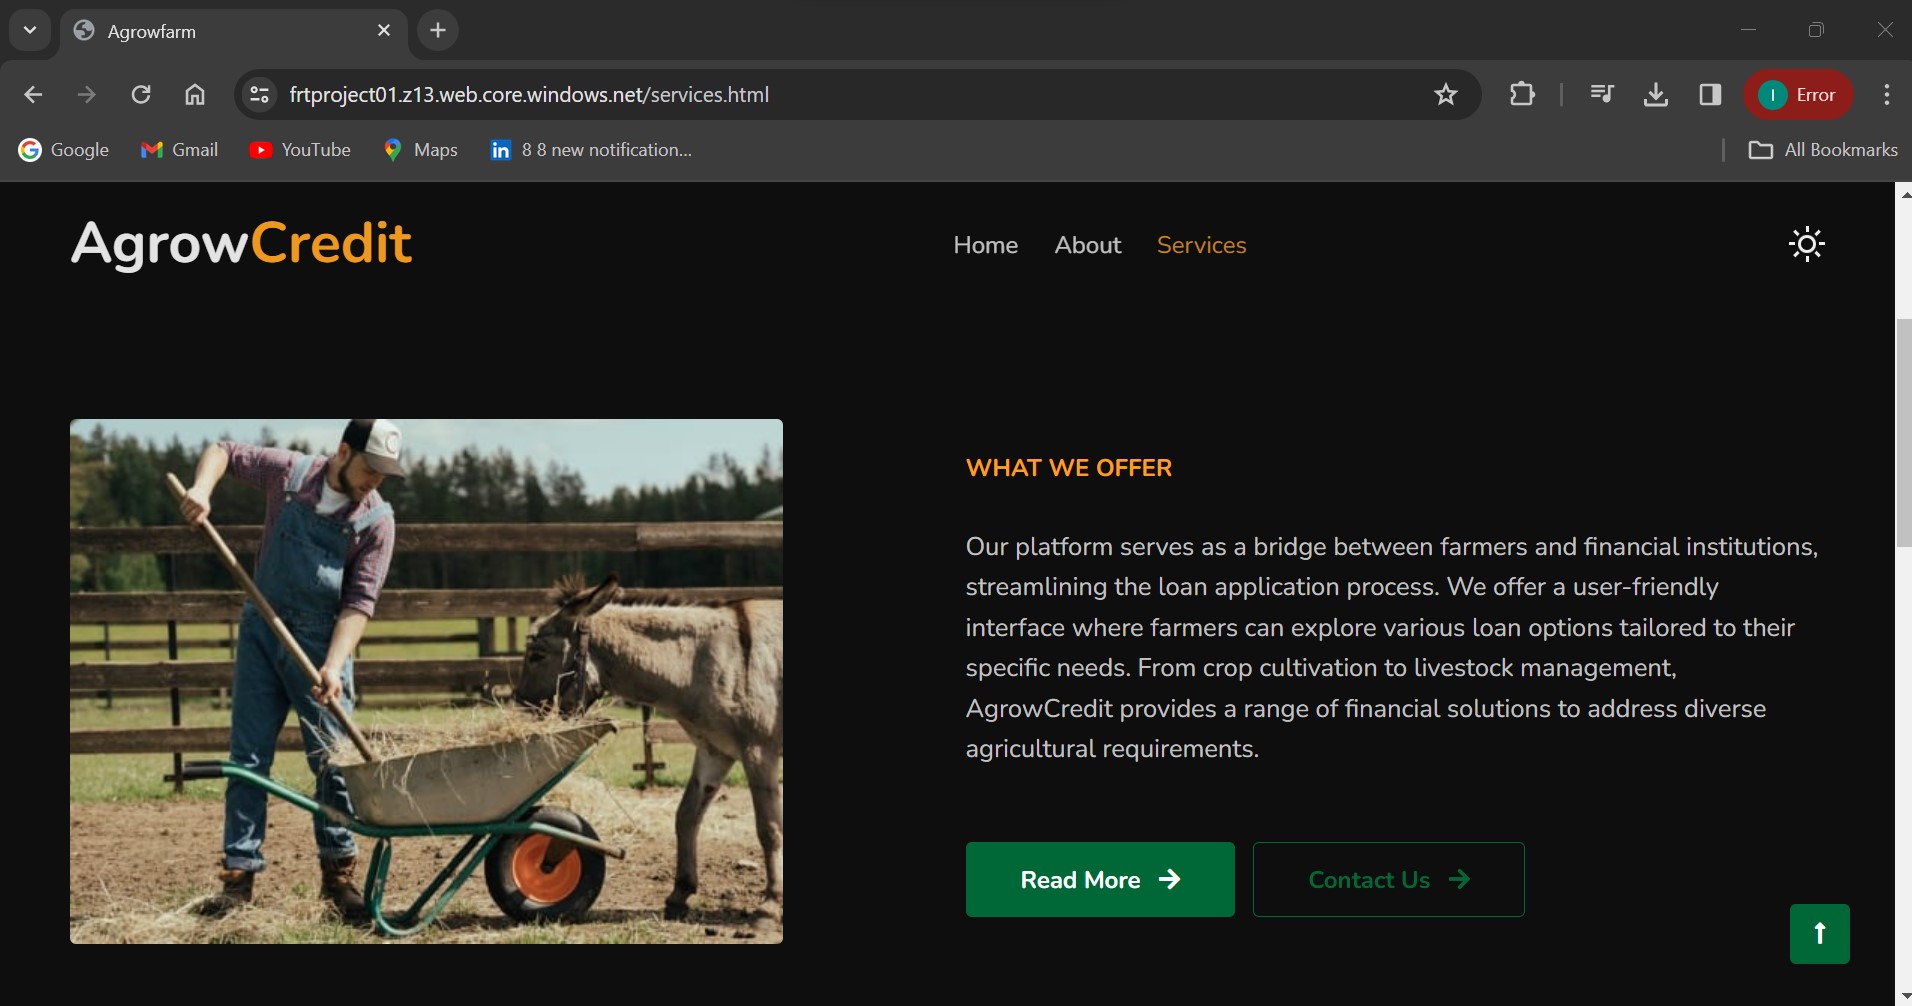 Agrowfarm
frtproject01.z13.web.core.windows.net/services.html
I Error
Google Gmail YouTube Maps in 8 8 new notification... All Bookmarks
AgrowCredit Home About Services
WHAT WE OFFER
Our platform serves as a bridge between farmers and financial institutions,
streamlining the loan application process. We offer a user-friendly
interface where farmers can explore various loan options tailored to their
specific needs. From crop cultivation to livestock management,
AgrowCredit provides a range of financial solutions to address diverse
agricultural requirements.
Read More → Contact Us →